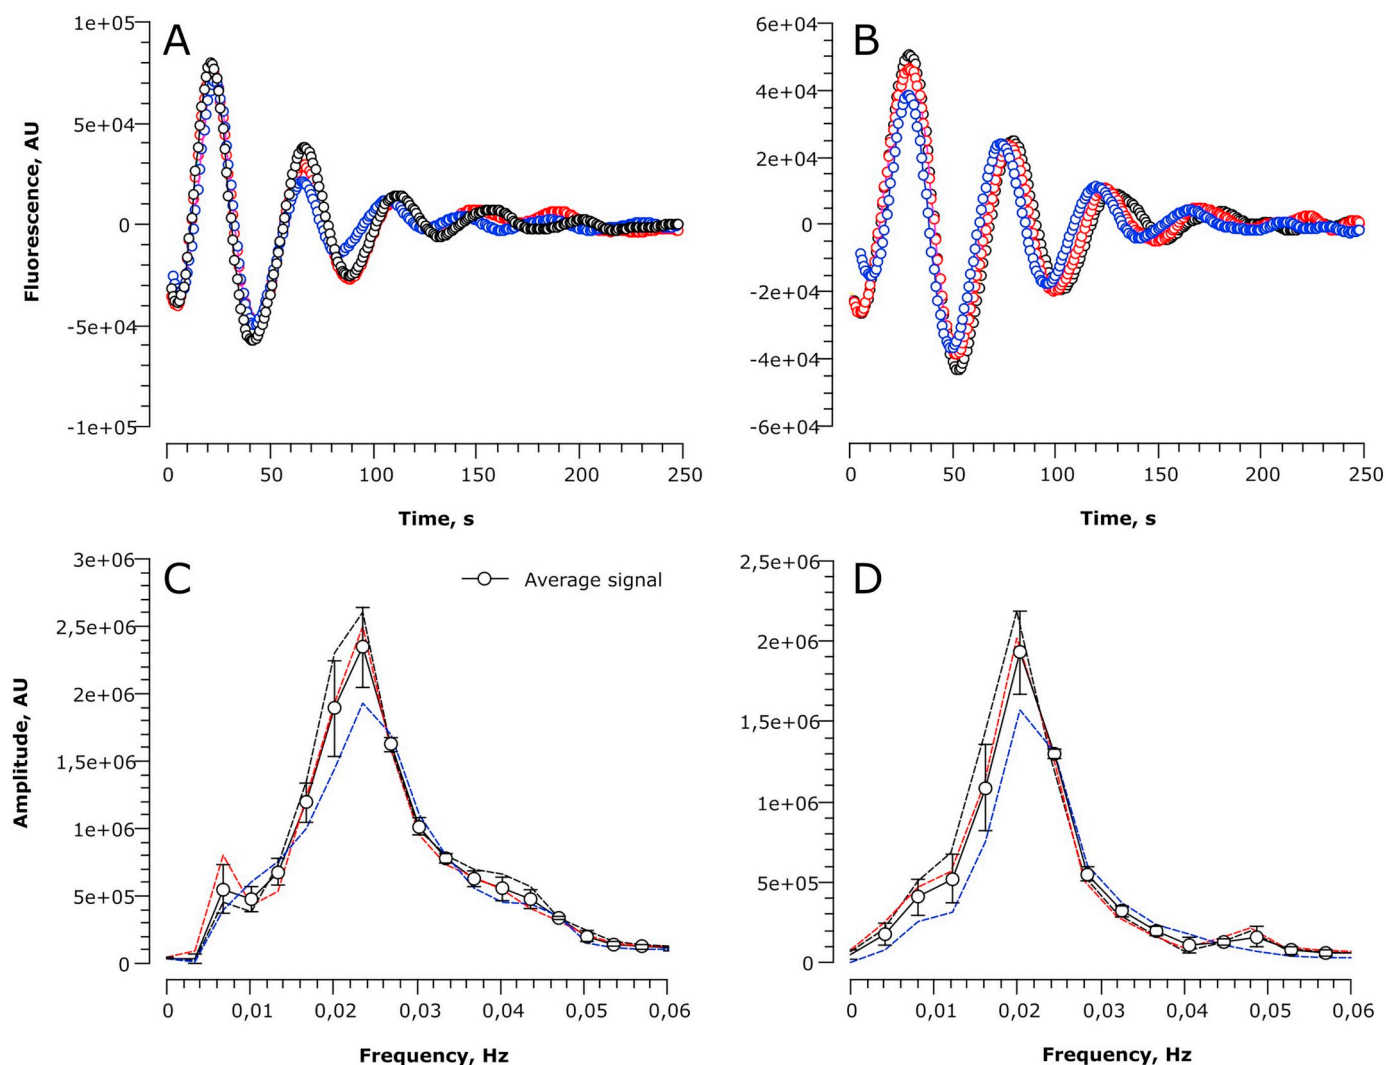 A
1e+05
5e+04
0
-5e+04
-1e+05
Fluorescence, AU
0 50 100 150 200 250
Time, s
B
6e+04
4e+04
2e+04
0
-2e+04
-4e+04
-6e+04
0 50 100 150 200 250
Time, s
C
Average signal
3e+06
2,5e+06
2e+06
1,5e+06
1e+06
5e+05
0
Amplitude, AU
0 0,01 0,02 0,03 0,04 0,05 0,06
Frequency, Hz
D
2,5e+06
2e+06
1,5e+06
1e+06
5e+05
0
0 0,01 0,02 0,03 0,04 0,05 0,06
Frequency, Hz